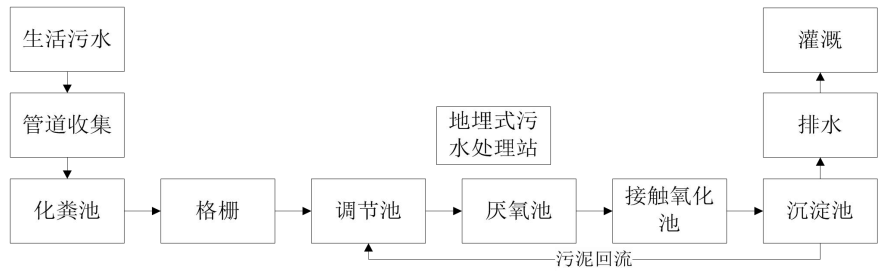 生活污水
灌溉
管道收集
地埋式污
水处理站
排水
化粪池
格栅
调节池
厌氧池
接触氧化
池
沉淀池
污泥回流